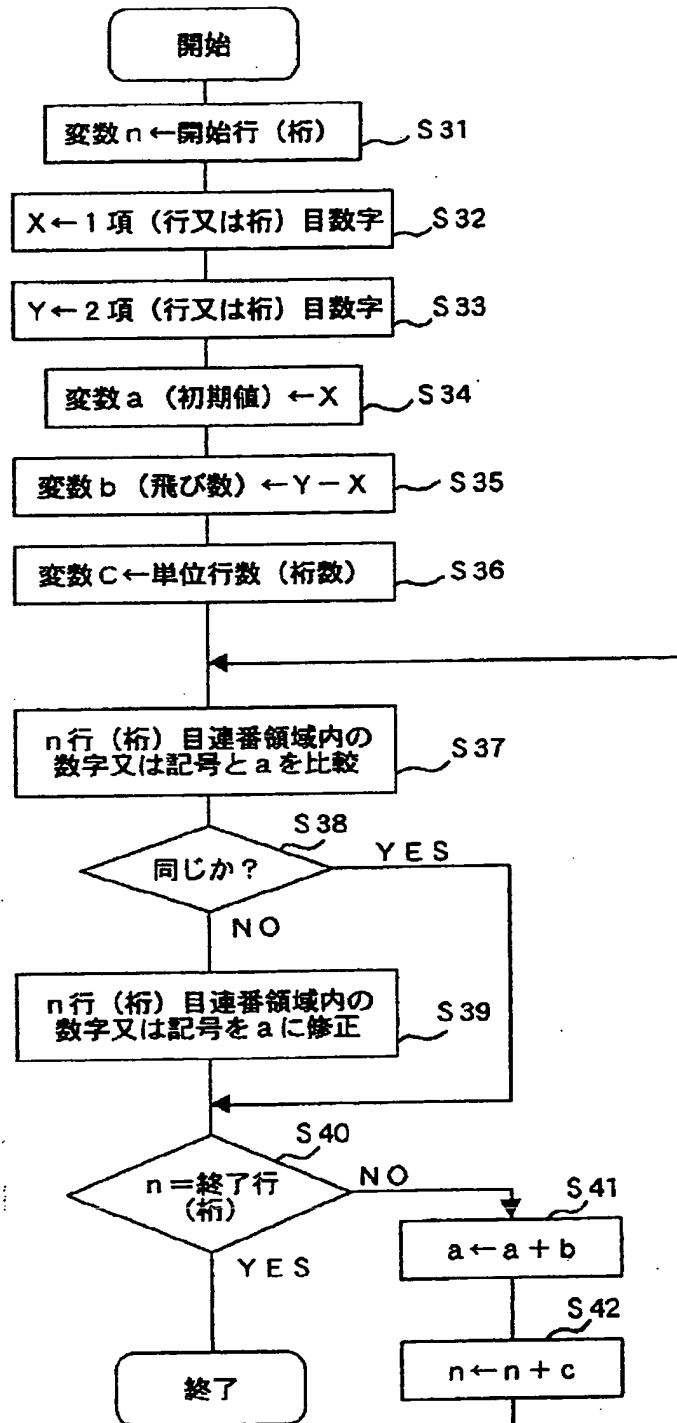 開始
変数n←開始行（桁）
S31
X←1項（行又は桁）目数字
S32
Y←2項（行又は桁）目数字
S33
変数a（初期値）←X
S34
変数b（飛び数）←Y－X
S35
変数C←単位行数（桁数）
S36
n行（桁）目連番領域内の
数字又は記号とaを比較
S37
S38
同じか？
YES
NO
n行（桁）目連番領域内の
数字又は記号をaに修正
S39
S40
n＝終了行
（桁）
NO
YES
S41
a←a＋b
S42
n←n＋c
終了